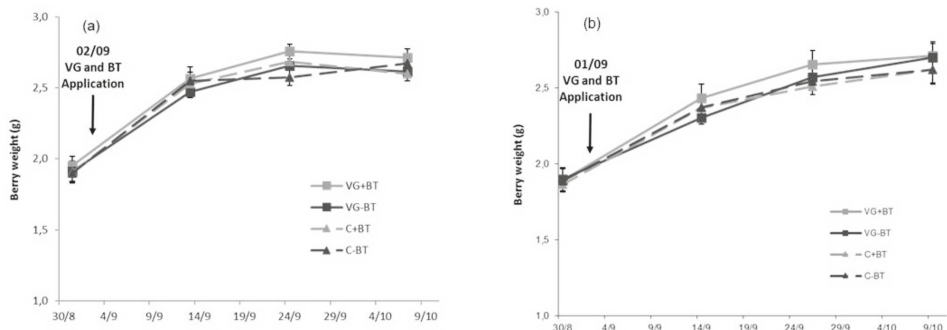 (a)
02/09
VG and BT
Application
Berry weight (g)
3,0
2,5
2,0
1,5
1,0
VG+BT
VG-BT
C+BT
C-BT
30/8 4/9 9/9 14/9 19/9 24/9 29/9 4/10 9/10
(b)
01/09
VG and BT
Application
Berry weight (g)
3,0
2,5
2,0
1,5
1,0
VG+BT
VG-BT
C+BT
C-BT
30/8 4/9 9/9 14/9 19/9 24/9 29/9 4/10 9/10